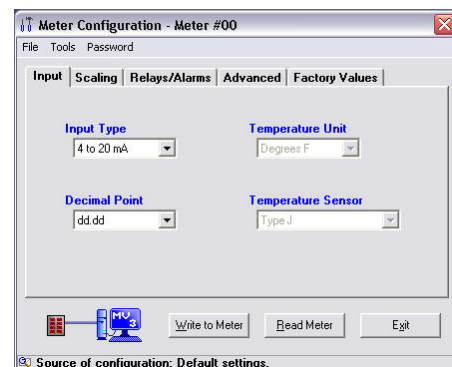 Meter Configuration - Meter #00
File Tools Password
Input Scaling Relays/Alarms Advanced Factory Values
Input Type Temperature Unit
4 to 20 mA Degrees F
Decimal Point Temperature Sensor
dd.dd Type J
MV 3 Write to Meter Read Meter Exit
Source of configuration: Default settings.